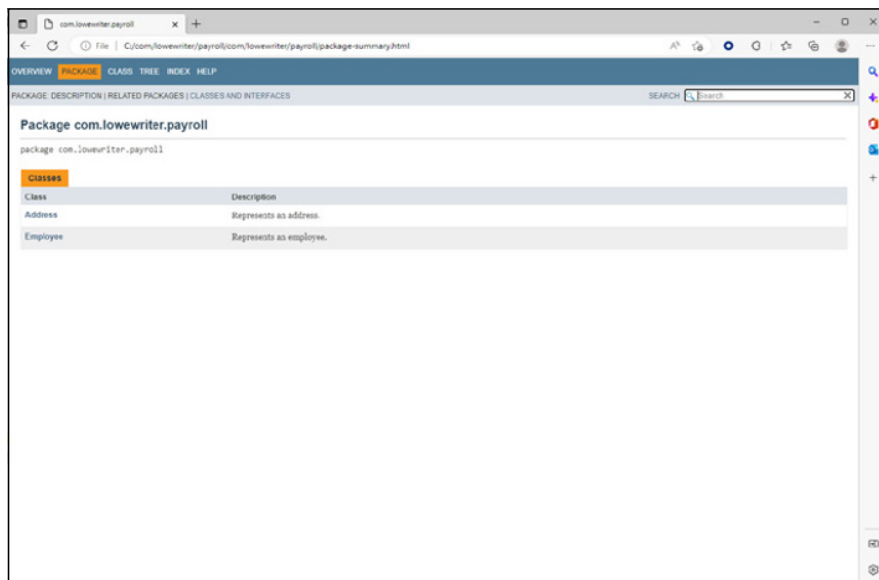 com.lowewriter.payroll
File | C:/com/lowewriter/payroll/com/lowewriter/payroll/package-summary.html
OVERVIEW PACKAGE CLASS TREE INDEX HELP
PACKAGE: DESCRIPTION | RELATED PACKAGES | CLASSES AND INTERFACES SEARCH Search
Package com.lowewriter.payroll
package com.lowewriter.payroll
Classes
Class Description
Address Represents an address.
Employee Represents an employee.